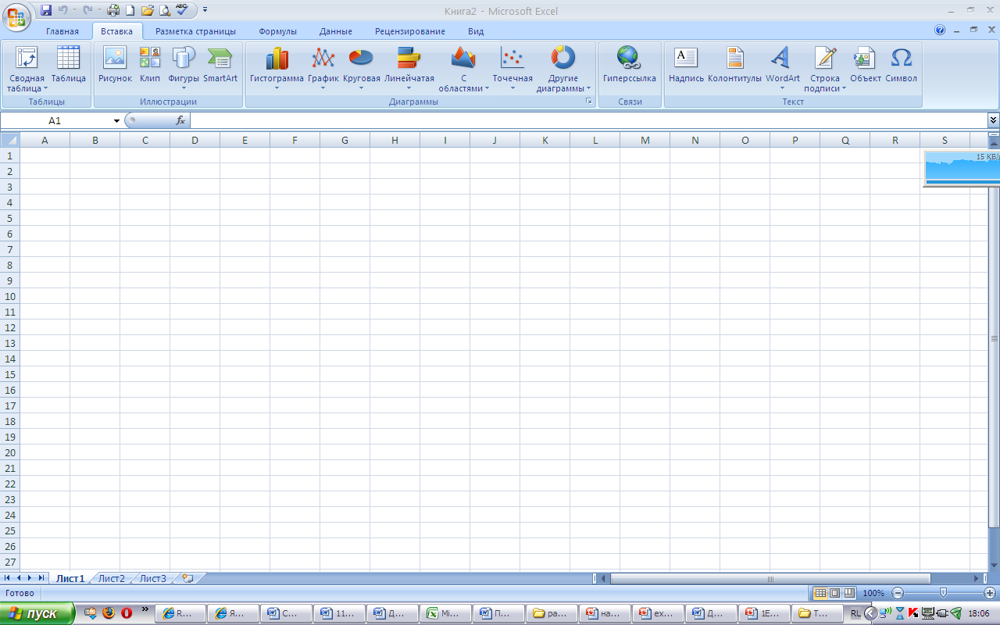 Книга2 - Microsoft Excel
Главная Вставка Разметка страницы Формулы Данные Рецензирование Вид
Сводная таблица Таблица Рисунок Клип Фигуры SmartArt Гистограмма График Круговая Линейчатая С областями Точечная Другие диаграммы Гиперссылка Надпись Колонтитулы WordArt Строка подписи Объект Символ
Таблицы Иллюстрации Диаграммы Связи Текст
A1 fx
A B C D E F G H I J K L M N O P Q R S
1
15 KB/s
2
3
4
5
6
7
8
9
10
11
12
13
14
15
16
17
18
19
20
21
22
23
24
25
26
27
Лист1 Лист2 Лист3
Готово 100%
пуск R... Я... С... 11... Д... Mi... П... ра... на... ex... Д... 1E... Т... RU 18:06